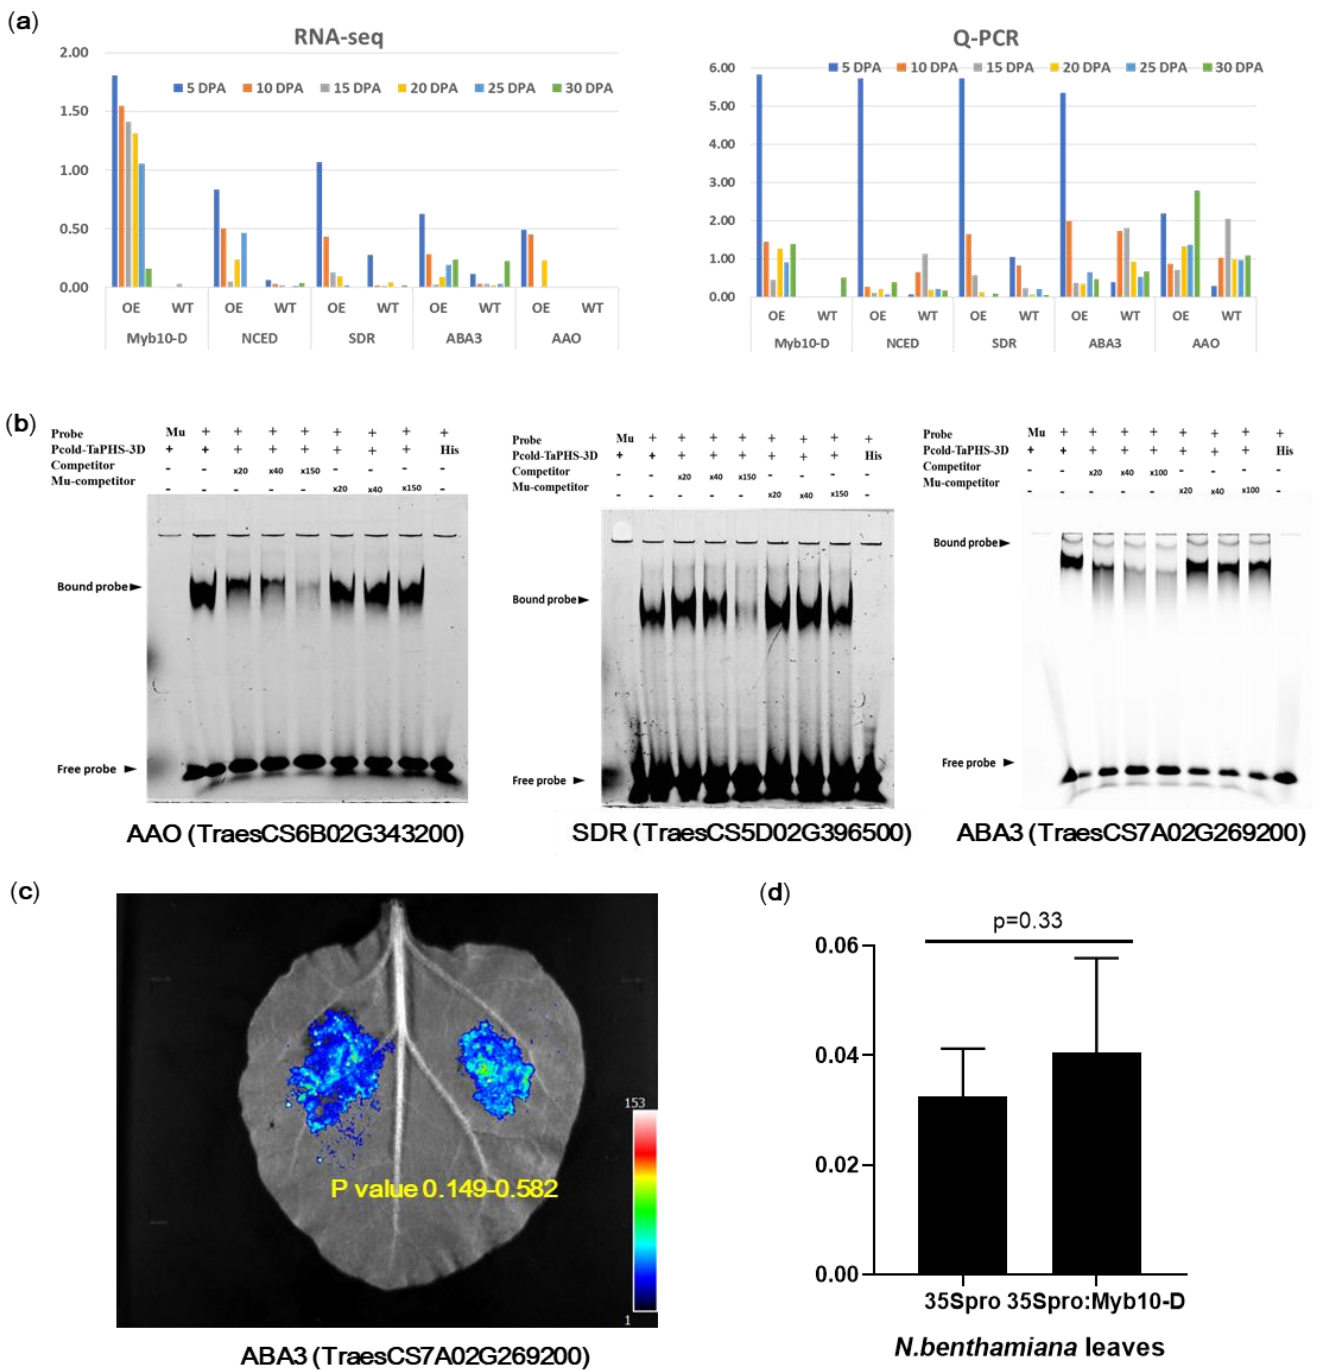 (a)
RNA-seq
2.00
1.50
1.00
0.50
0.00
5 DPA 10 DPA 15 DPA 20 DPA 25 DPA 30 DPA
OE WT OE WT OE WT OE WT OE WT
Myb10-D NCED SDR ABA3 AAO
Q-PCR
6.00
5.00
4.00
3.00
2.00
1.00
0.00
5 DPA 10 DPA 15 DPA 20 DPA 25 DPA 30 DPA
OE WT OE WT OE WT OE WT OE WT
Myb10-D NCED SDR ABA3 AAO
(b)
Probe Mu + + + + + + + +
Pcold-TaPHS-3D + + + + + + + + His
Competitor - - x20 x40 x150 - - - -
Mu-competitor - - - - - x20 x40 x150 -
Bound probe
Free probe
AAO (TraesCS6B02G343200)
Probe Mu + + + + + + + +
Pcold-TaPHS-3D + + + + + + + + His
Competitor - - x20 x40 x150 - - - -
Mu-competitor - - - - - x20 x40 x150 -
Bound probe
Free probe
SDR (TraesCS5D02G396500)
Probe Mu + + + + + + + +
Pcold-TaPHS-3D + + + + + + + + His
Competitor - - x20 x40 x100 - - - -
Mu-competitor - - - - - x20 x40 x100 -
Bound probe
Free probe
ABA3 (TraesCS7A02G269200)
(c)
P value 0.149-0.582
153
1
ABA3 (TraesCS7A02G269200)
(d)
p=0.33
0.06
0.04
0.02
0.00
35Spro 35Spro:Myb10-D
N.benthamiana leaves